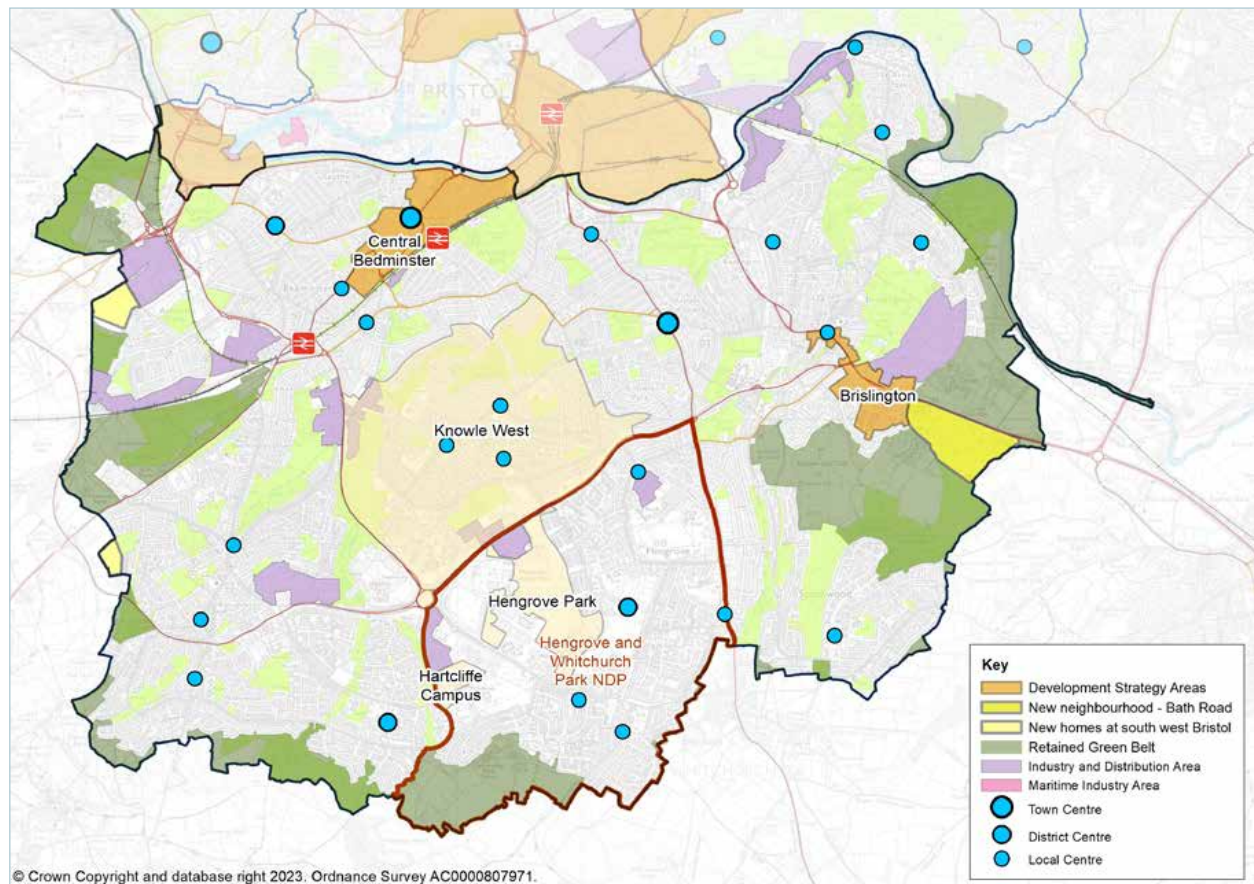 BRISTOL
Central
Bedminster
Brislington
Knowle West
Hengrove
Hengrove Park
Hengrove and
Whitchurch
Park NDP
Hartcliffe
Campus
Key
Development Strategy Areas
New neighbourhood - Bath Road
New homes at south west Bristol
Retained Green Belt
Industry and Distribution Area
Maritime Industry Area
Town Centre
District Centre
Local Centre
© Crown Copyright and database right 2023. Ordnance Survey AC0000807971.